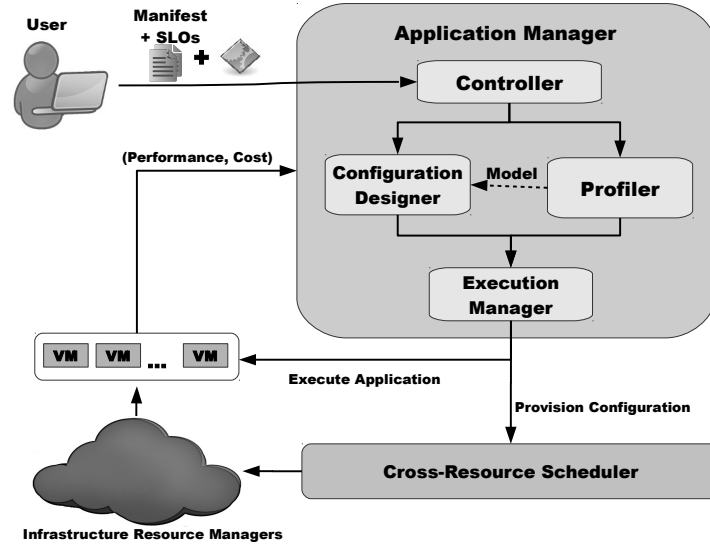 User
Manifest
+ SLOs
+
Application Manager
Controller
(Performance, Cost)
Configuration
Designer
Model
Profiler
Execution
Manager
VM VM ... VM
Execute Application
Provision Configuration
Cross-Resource Scheduler
Infrastructure Resource Managers